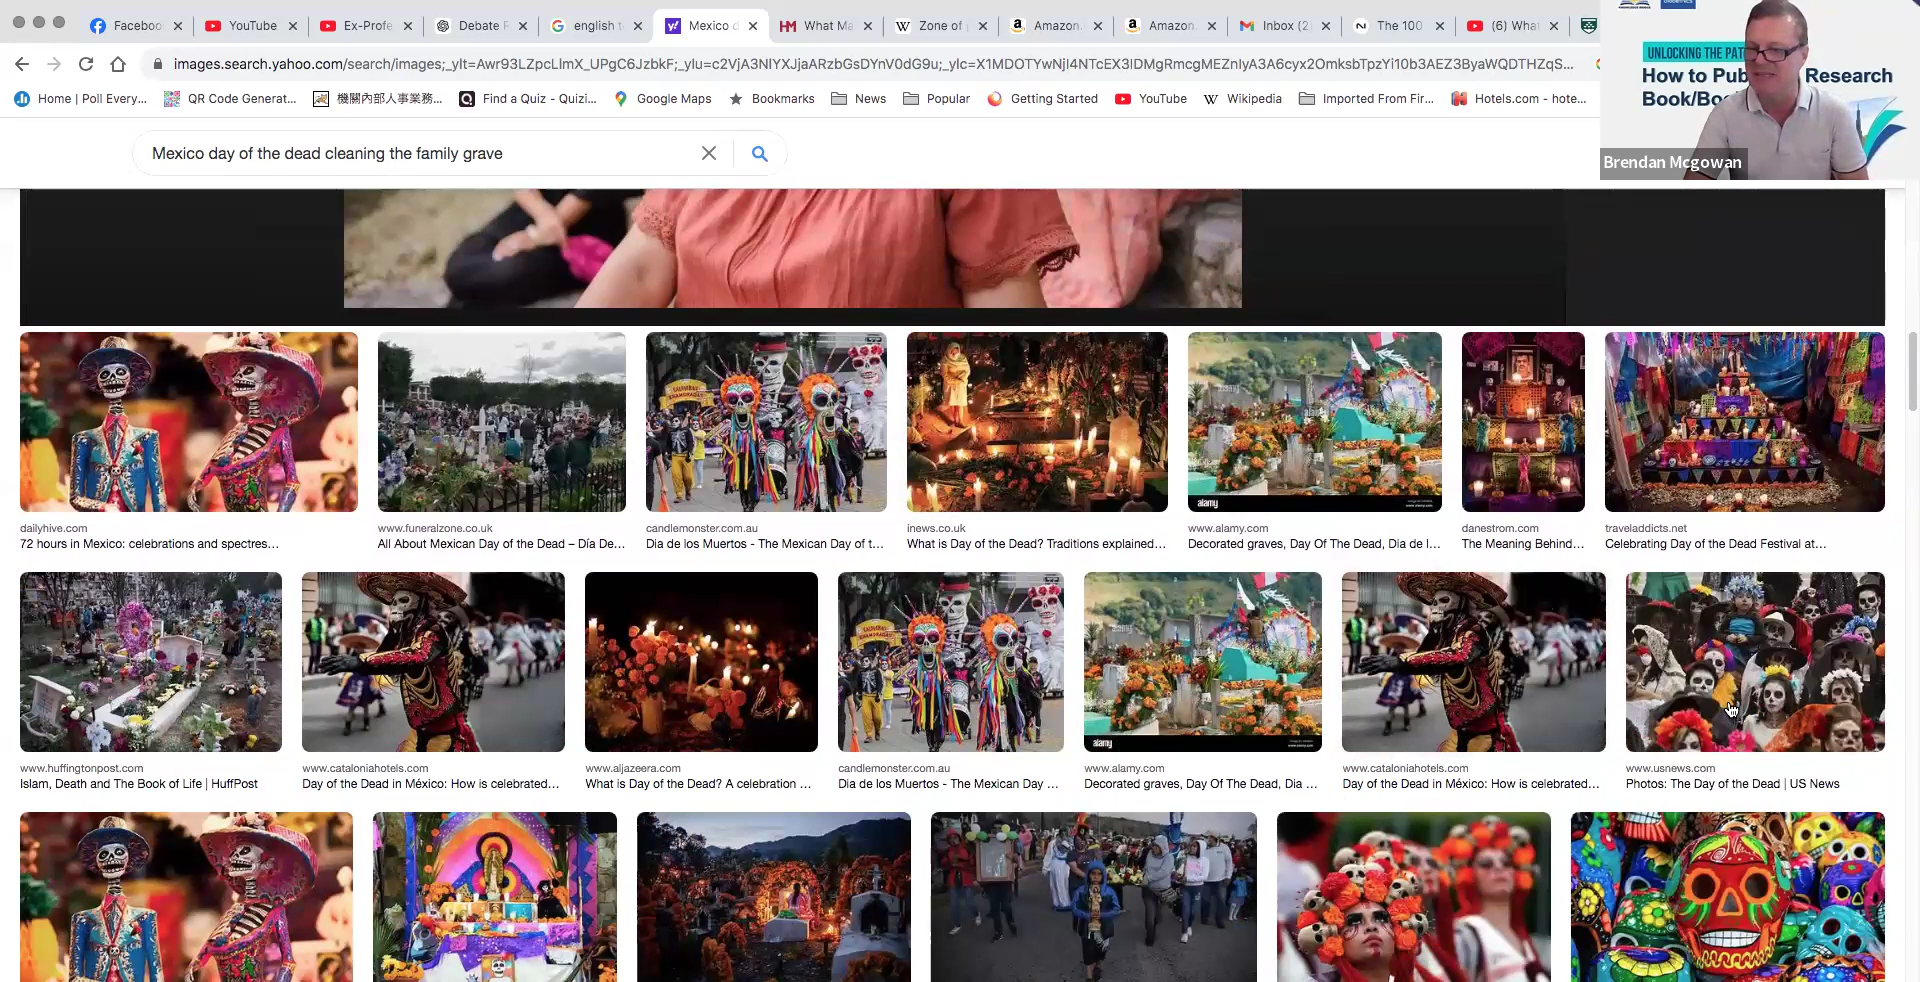 Faceboo
YouTube
Ex-Profe
Debate F
english t
Mexico d
What Ma
Zone of
Amazon.
Amazon.
Inbox (2
The 100
(6) What
images.search.yahoo.com/search/images;_ylt=Awr93LZpcLlmX_UPgC6JzbkF;_ylu=c2VjA3NlYXJjaARzbGsDYnV0dG9u;_ylc=X1MDOTYwNjI4NTcEX3IDMgRmcgMEZnIyA3A6cyx2OmksbTpzYi10b3AEZ3ByaWQDTHZqS...
Home | Poll Every...
QR Code Generat...
機關內部人事業務...
Find a Quiz - Quizi...
Google Maps
Bookmarks
News
Popular
Getting Started
YouTube
Wikipedia
Imported From Fir...
Hotels.com - hote...
UNLOCKING THE PAT
How to Pub Research
Book/Boo
Brendan Mcgowan
Mexico day of the dead cleaning the family grave
dailyhive.com
72 hours in Mexico: celebrations and spectres...
www.funeralzone.co.uk
All About Mexican Day of the Dead – Día De...
candlemonster.com.au
Dia de los Muertos - The Mexican Day of t...
inews.co.uk
What is Day of the Dead? Traditions explained...
alamy
www.alamy.com
Decorated graves, Day Of The Dead, Dia de l...
danestrom.com
The Meaning Behind...
traveladdicts.net
Celebrating Day of the Dead Festival at...
www.huffingtonpost.com
Islam, Death and The Book of Life | HuffPost
www.cataloniahotels.com
Day of the Dead in México: How is celebrated...
www.aljazeera.com
What is Day of the Dead? A celebration ...
candlemonster.com.au
Dia de los Muertos - The Mexican Day ...
alamy
www.alamy.com
Decorated graves, Day Of The Dead, Dia ...
www.cataloniahotels.com
Day of the Dead in México: How is celebrated...
www.usnews.com
Photos: The Day of the Dead | US News